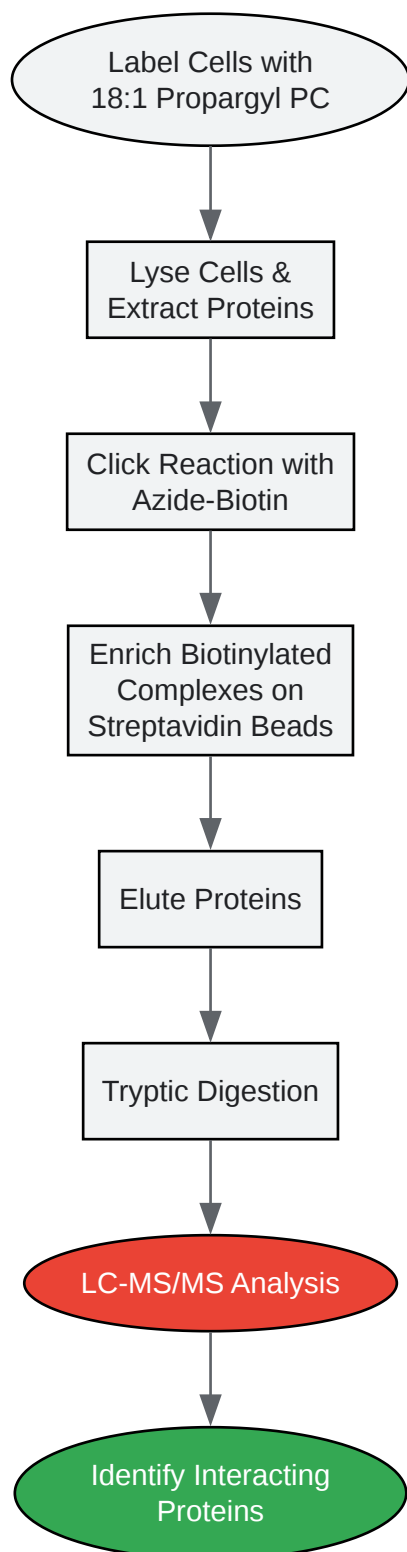 Label Cells with
18:1 Propargyl PC
Lyse Cells &
Extract Proteins
Click Reaction with
Azide-Biotin
Enrich Biotinylated
Complexes on
Streptavidin Beads
Elute Proteins
Tryptic Digestion
LC-MS/MS Analysis
Identify Interacting
Proteins